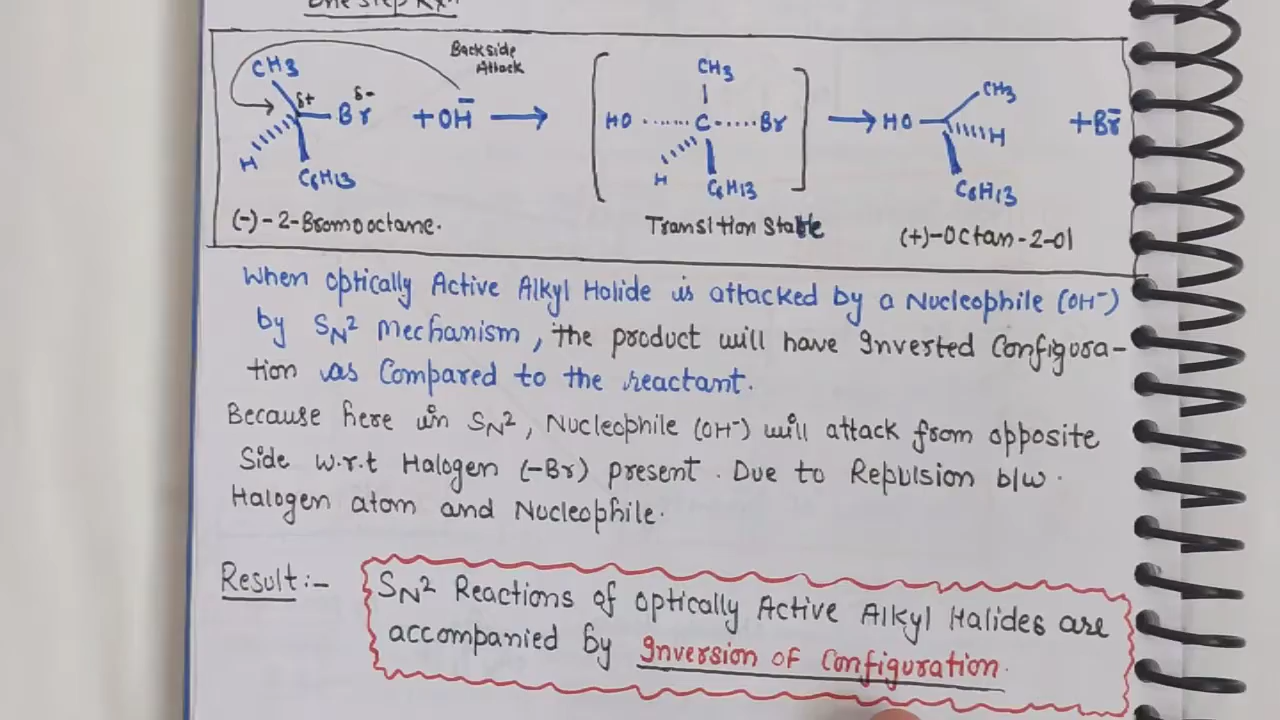 One Step Rxn
Backside
Attack
CH3
δ+ δ-
Br + OH⁻
H
C6H13
(-)-2-Bromooctane.
CH3
HO ...... C ...... Br
H
C6H13
Transition State
CH3
HO H + Br⁻
C6H13
(+)-Octan-2-ol
When optically Active Alkyl Halide is attacked by a Nucleophile (OH⁻)
by SN² mechanism, the product will have Inverted Configura-
tion as Compared to the reactant.
Because here in SN², Nucleophile (OH⁻) will attack from opposite
Side w.r.t Halogen (-Br) present. Due to Repulsion b/w.
Halogen atom and Nucleophile.
Result:-
SN² Reactions of optically Active Alkyl Halides are
accompanied by Inversion of Configuration.